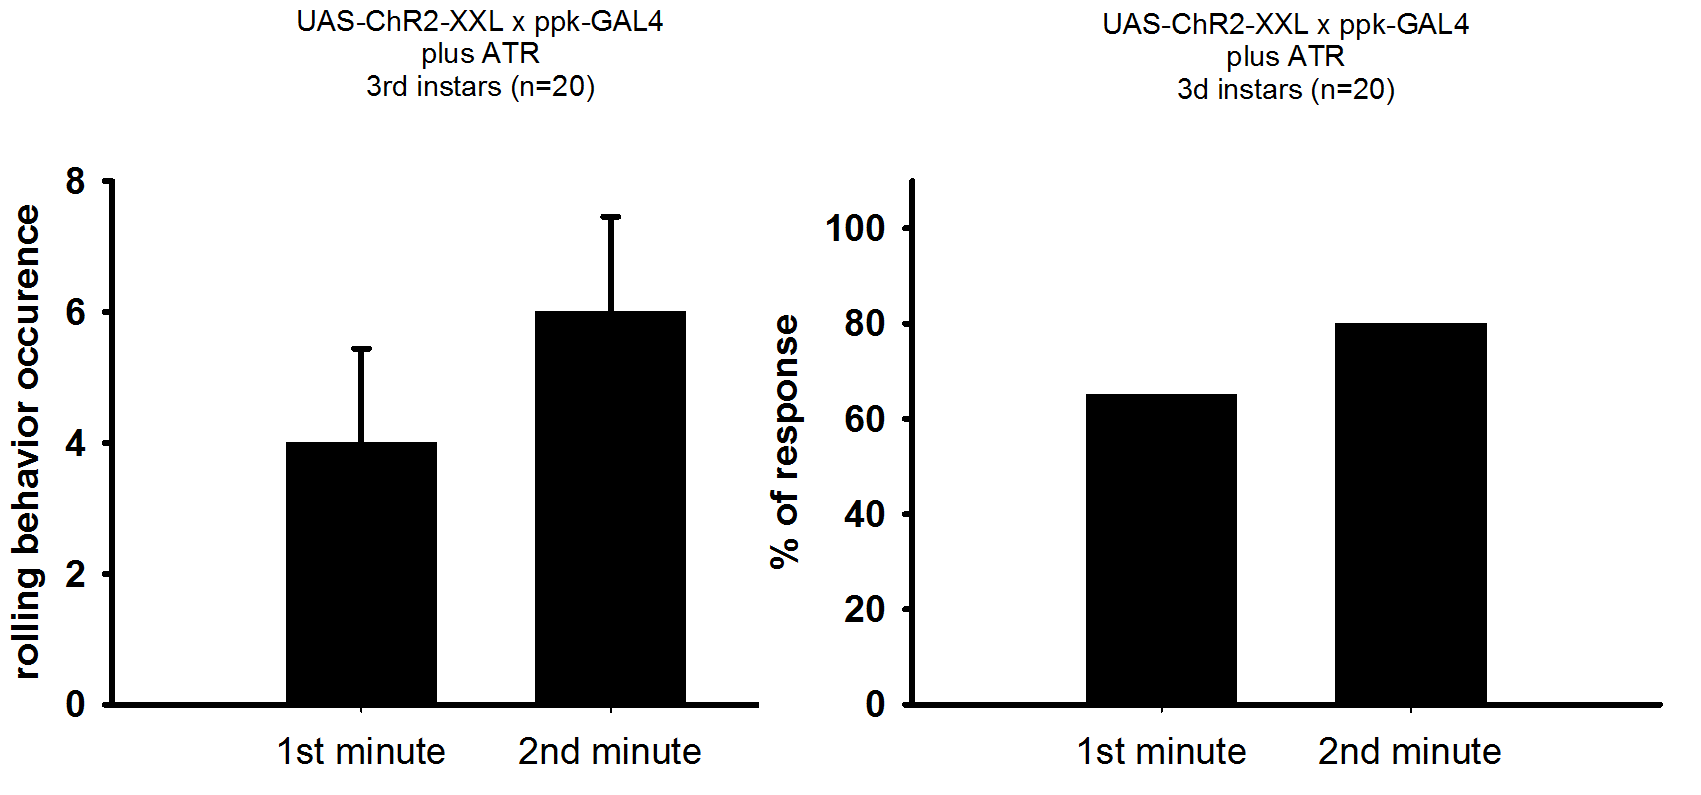 UAS-ChR2-XXL x ppk-GAL4
plus ATR
3rd instars (n=20)
8
6
4
2
0
rolling behavior occurence
1st minute
2nd minute
UAS-ChR2-XXL x ppk-GAL4
plus ATR
3d instars (n=20)
100
80
60
40
20
0
% of response
1st minute
2nd minute